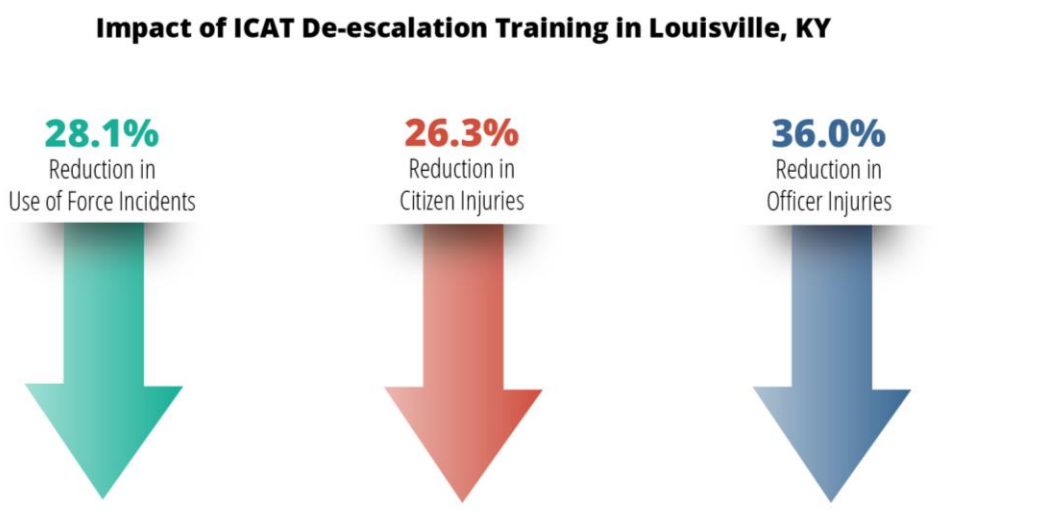 Impact of ICAT De-escalation Training in Louisville, KY
28.1%
Reduction in
Use of Force Incidents
26.3%
Reduction in
Citizen Injuries
36.0%
Reduction in
Officer Injuries